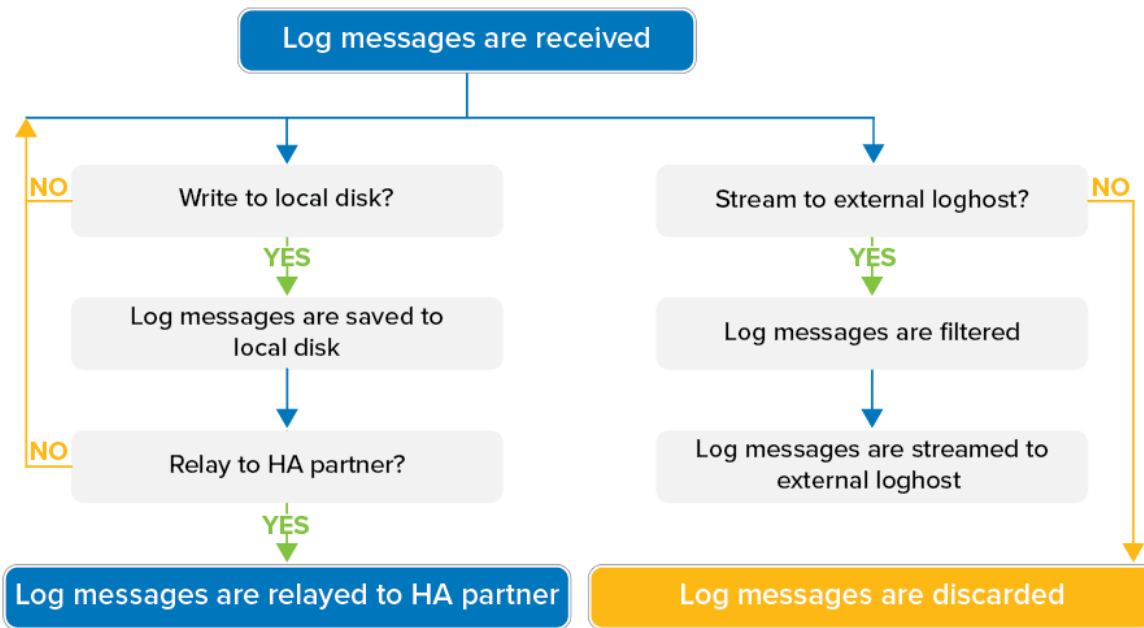 Log messages are received
NO
Write to local disk?
Stream to external loghost?
NO
YES
YES
Log messages are saved to
local disk
Log messages are filtered
NO
Relay to HA partner?
Log messages are streamed to
external loghost
YES
Log messages are relayed to HA partner
Log messages are discarded